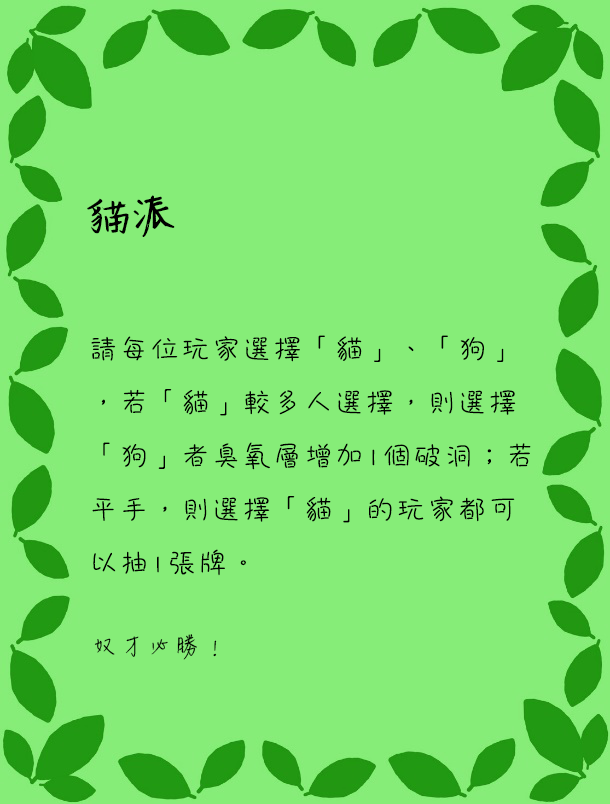 貓派
請每位玩家選擇「貓」、「狗」
，若「貓」較多人選擇，則選擇
「狗」者臭氧層增加1個破洞；若
平手，則選擇「貓」的玩家都可
以抽1張牌。
奴才必勝！